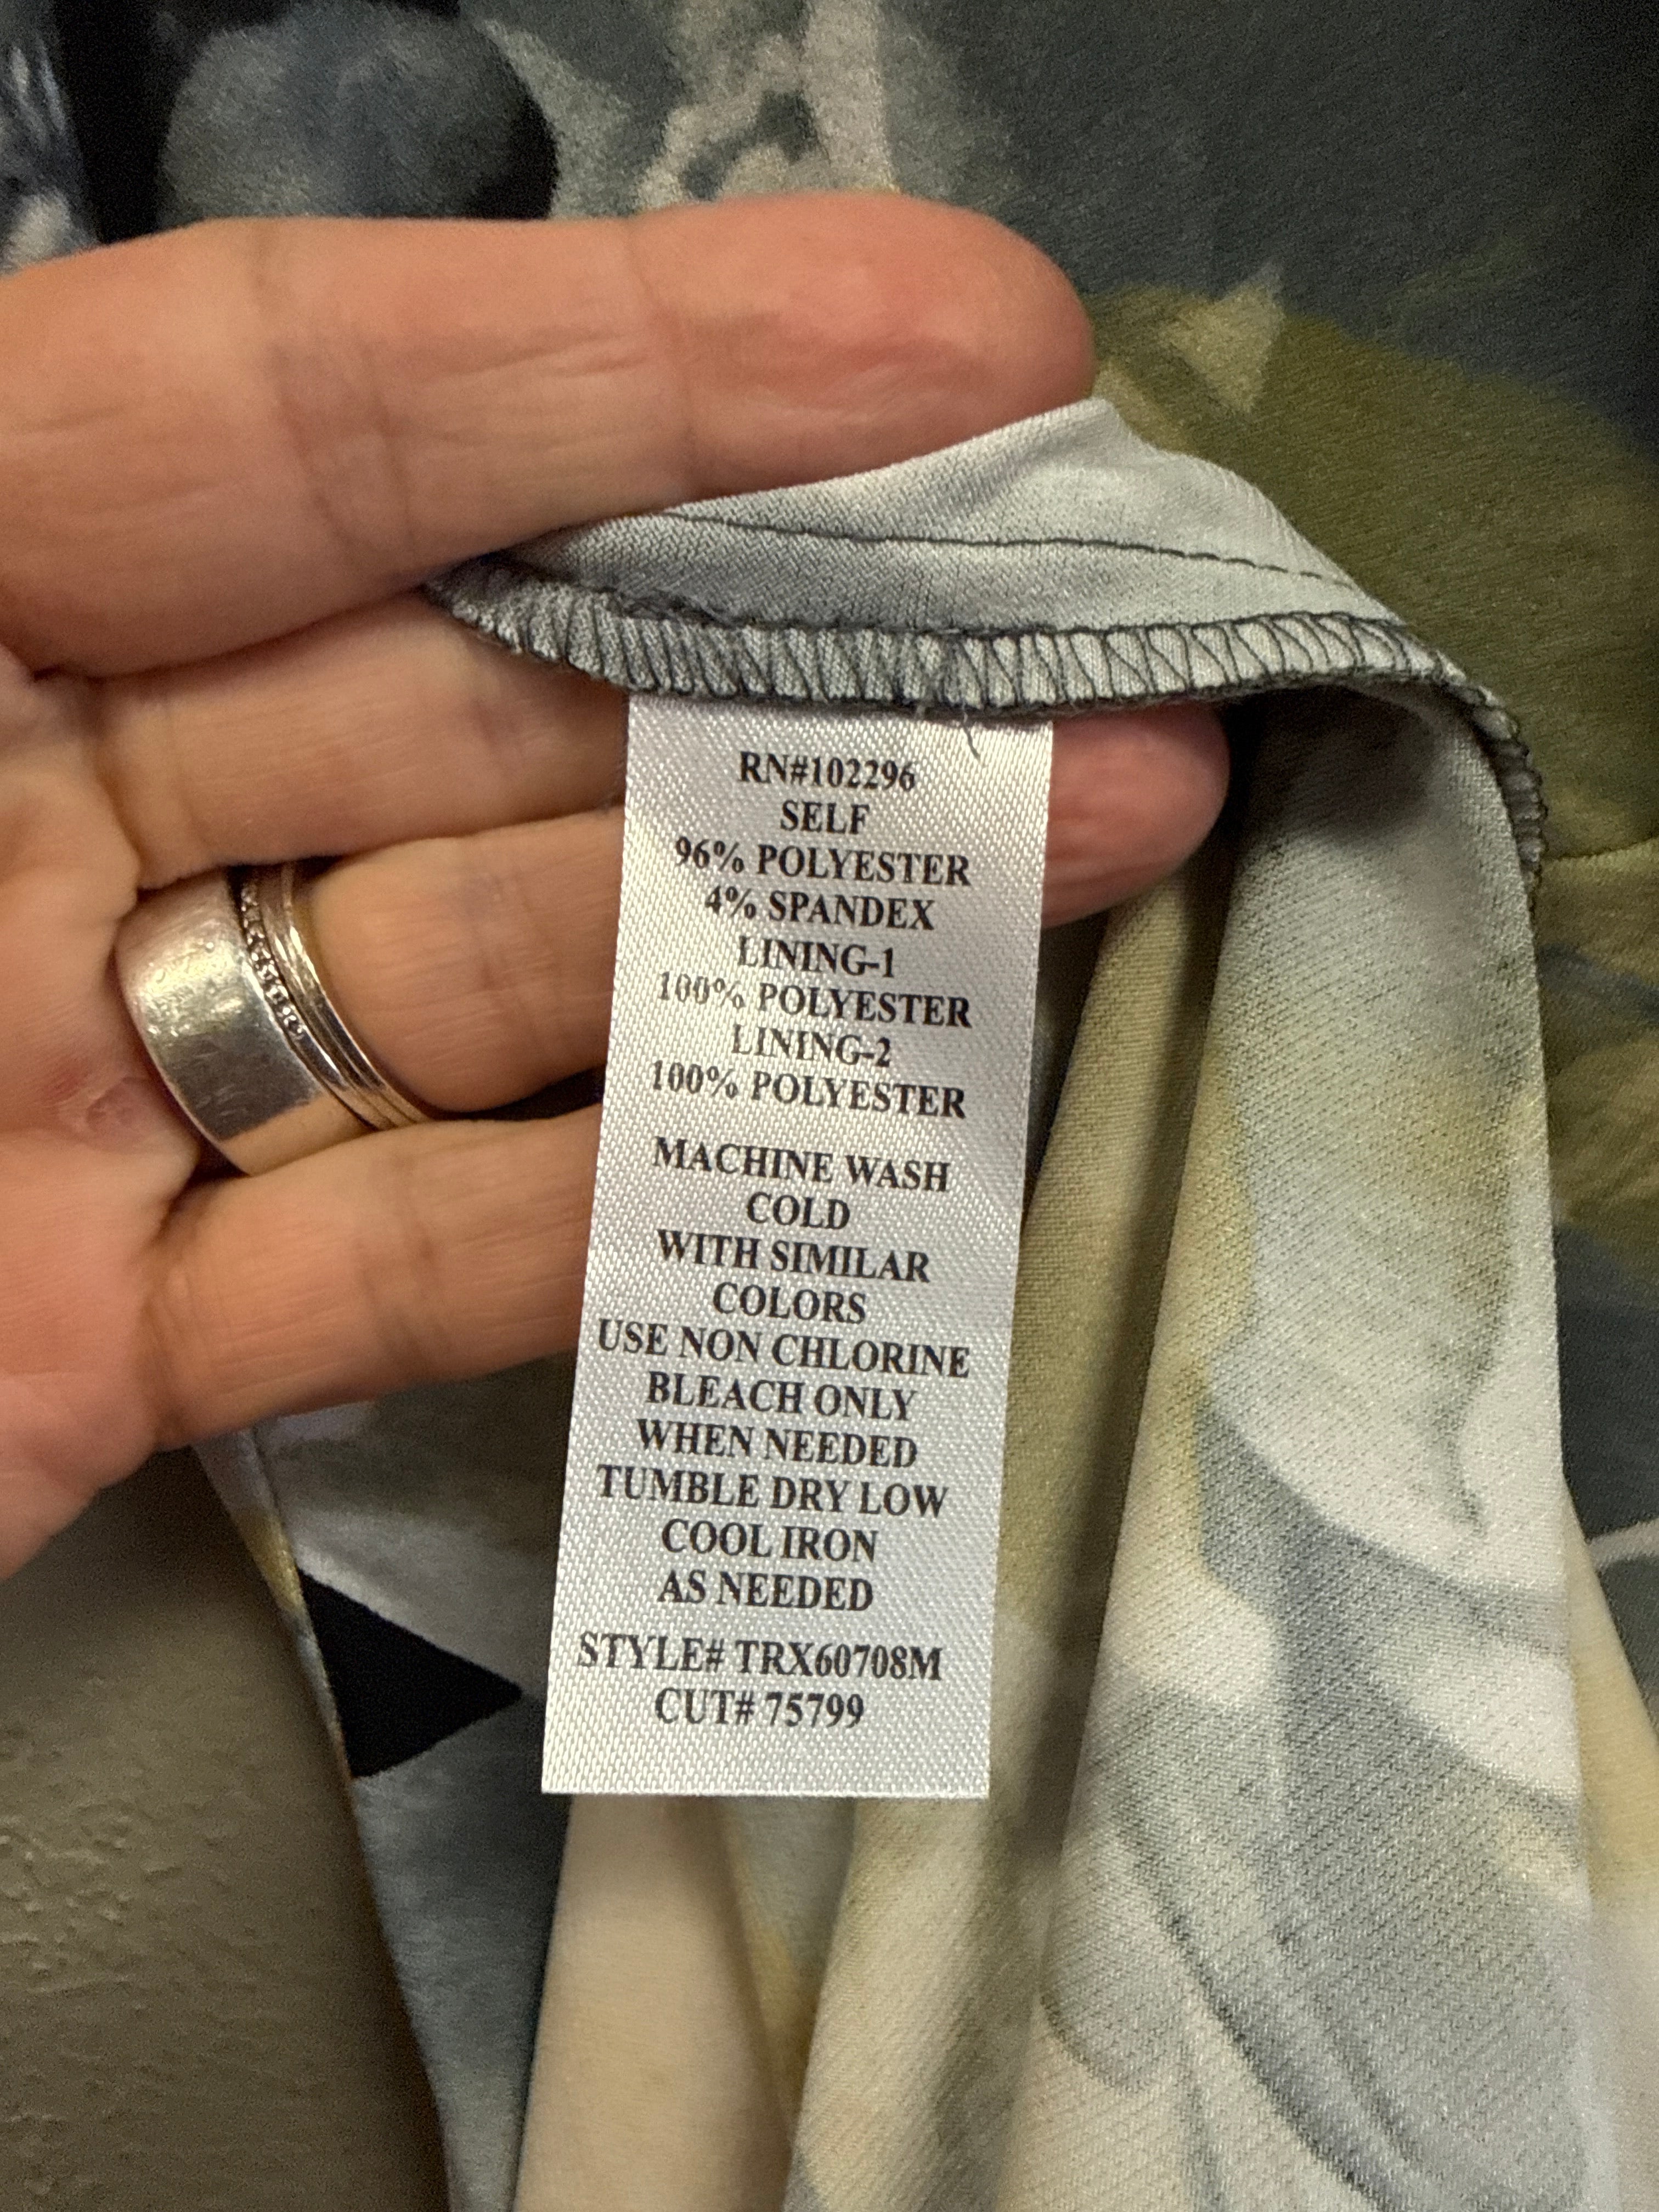 RN#102296
SELF
96% POLYESTER
4% SPANDEX
LINING-1
100% POLYESTER
LINING-2
100% POLYESTER
MACHINE WASH
COLD
WITH SIMILAR
COLORS
USE NON CHLORINE
BLEACH ONLY
WHEN NEEDED
TUMBLE DRY LOW
COOL IRON
AS NEEDED
STYLE# TRX60708M
CUT# 75799